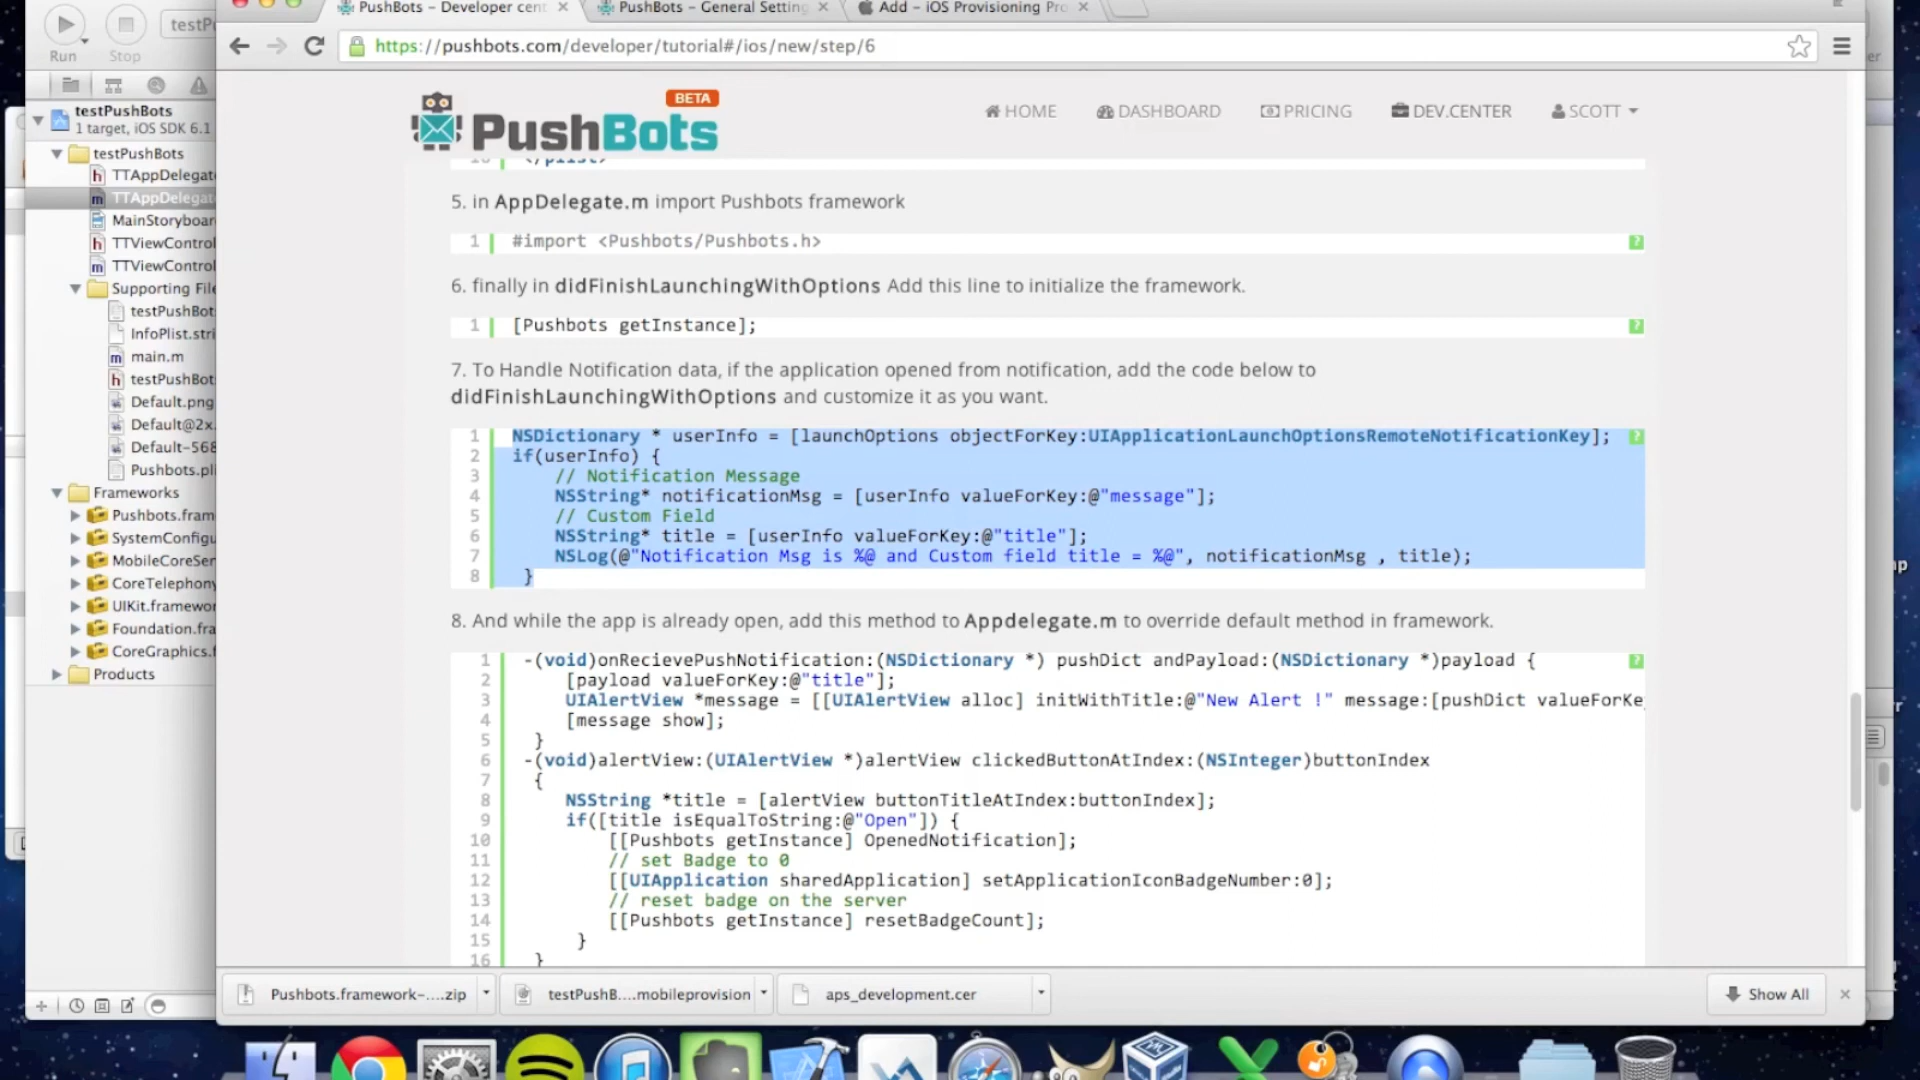 PushBots – Developer cent
PushBots – General Setting
Add – iOS Provisioning Pro
Run
Stop
testP
https://pushbots.com/developer/tutorial#/ios/new/step/6
testPushBots
1 target, iOS SDK 6.1
testPushBots
TTAppDelegat
TTAppDelegat
MainStoryboar
TTViewControl
TTViewControl
Supporting File
testPushBot
InfoPlist.stri
main.m
testPushBot
Default.png
Default@2x.
Default-568
Pushbots.pli
Frameworks
Pushbots.fram
SystemConfigu
MobileCoreSer
CoreTelephony
UIKit.framewor
Foundation.fra
CoreGraphics.f
Products
BETA
PushBots
HOME
DASHBOARD
PRICING
DEV.CENTER
SCOTT
</plist>
5. in AppDelegate.m import Pushbots framework
1 #import <Pushbots/Pushbots.h>
?
6. finally in didFinishLaunchingWithOptions Add this line to initialize the framework.
1 [Pushbots getInstance];
?
7. To Handle Notification data, if the application opened from notification, add the code below to
didFinishLaunchingWithOptions and customize it as you want.
1 NSDictionary * userInfo = [launchOptions objectForKey:UIApplicationLaunchOptionsRemoteNotificationKey];
?
2 if(userInfo) {
3 // Notification Message
4 NSString* notificationMsg = [userInfo valueForKey:@"message"];
5 // Custom Field
6 NSString* title = [userInfo valueForKey:@"title"];
7 NSLog(@"Notification Msg is %@ and Custom field title = %@", notificationMsg , title);
8 }
8. And while the app is already open, add this method to Appdelegate.m to override default method in framework.
1 -(void)onRecievePushNotification:(NSDictionary *) pushDict andPayload:(NSDictionary *)payload {
?
2 [payload valueForKey:@"title"];
3 UIAlertView *message = [[UIAlertView alloc] initWithTitle:@"New Alert !" message:[pushDict valueForKe
4 [message show];
5 }
6 -(void)alertView:(UIAlertView *)alertView clickedButtonAtIndex:(NSInteger)buttonIndex
7 {
8 NSString *title = [alertView buttonTitleAtIndex:buttonIndex];
9 if([title isEqualToString:@"Open"]) {
10 [[Pushbots getInstance] OpenedNotification];
11 // set Badge to 0
12 [[UIApplication sharedApplication] setApplicationIconBadgeNumber:0];
13 // reset badge on the server
14 [[Pushbots getInstance] resetBadgeCount];
15 }
16 }
Pushbots.framework-....zip
testPushB....mobileprovision
aps_development.cer
Show All